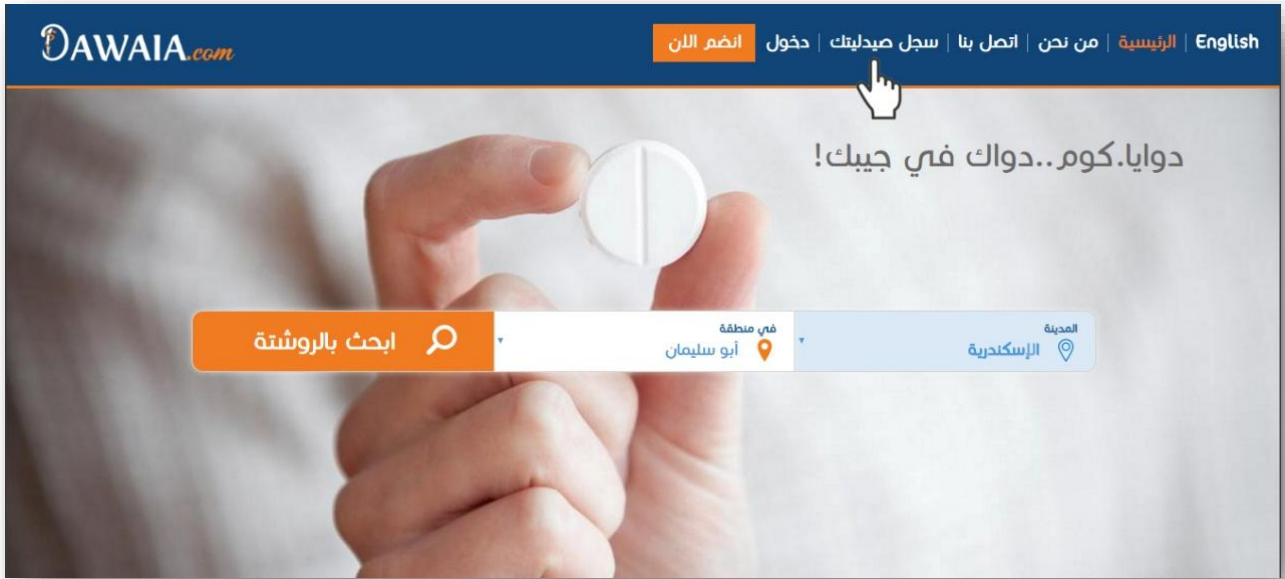 DAWAIA.com
English | الرئيسية | من نحن | اتصل بنا | سجل صيدليتك | دخول انضم الان
دوايا.كوم..دواك في جيبك!
المدينة
الإسكندرية
في منطقة
أبو سليمان
ابحث بالروشتة